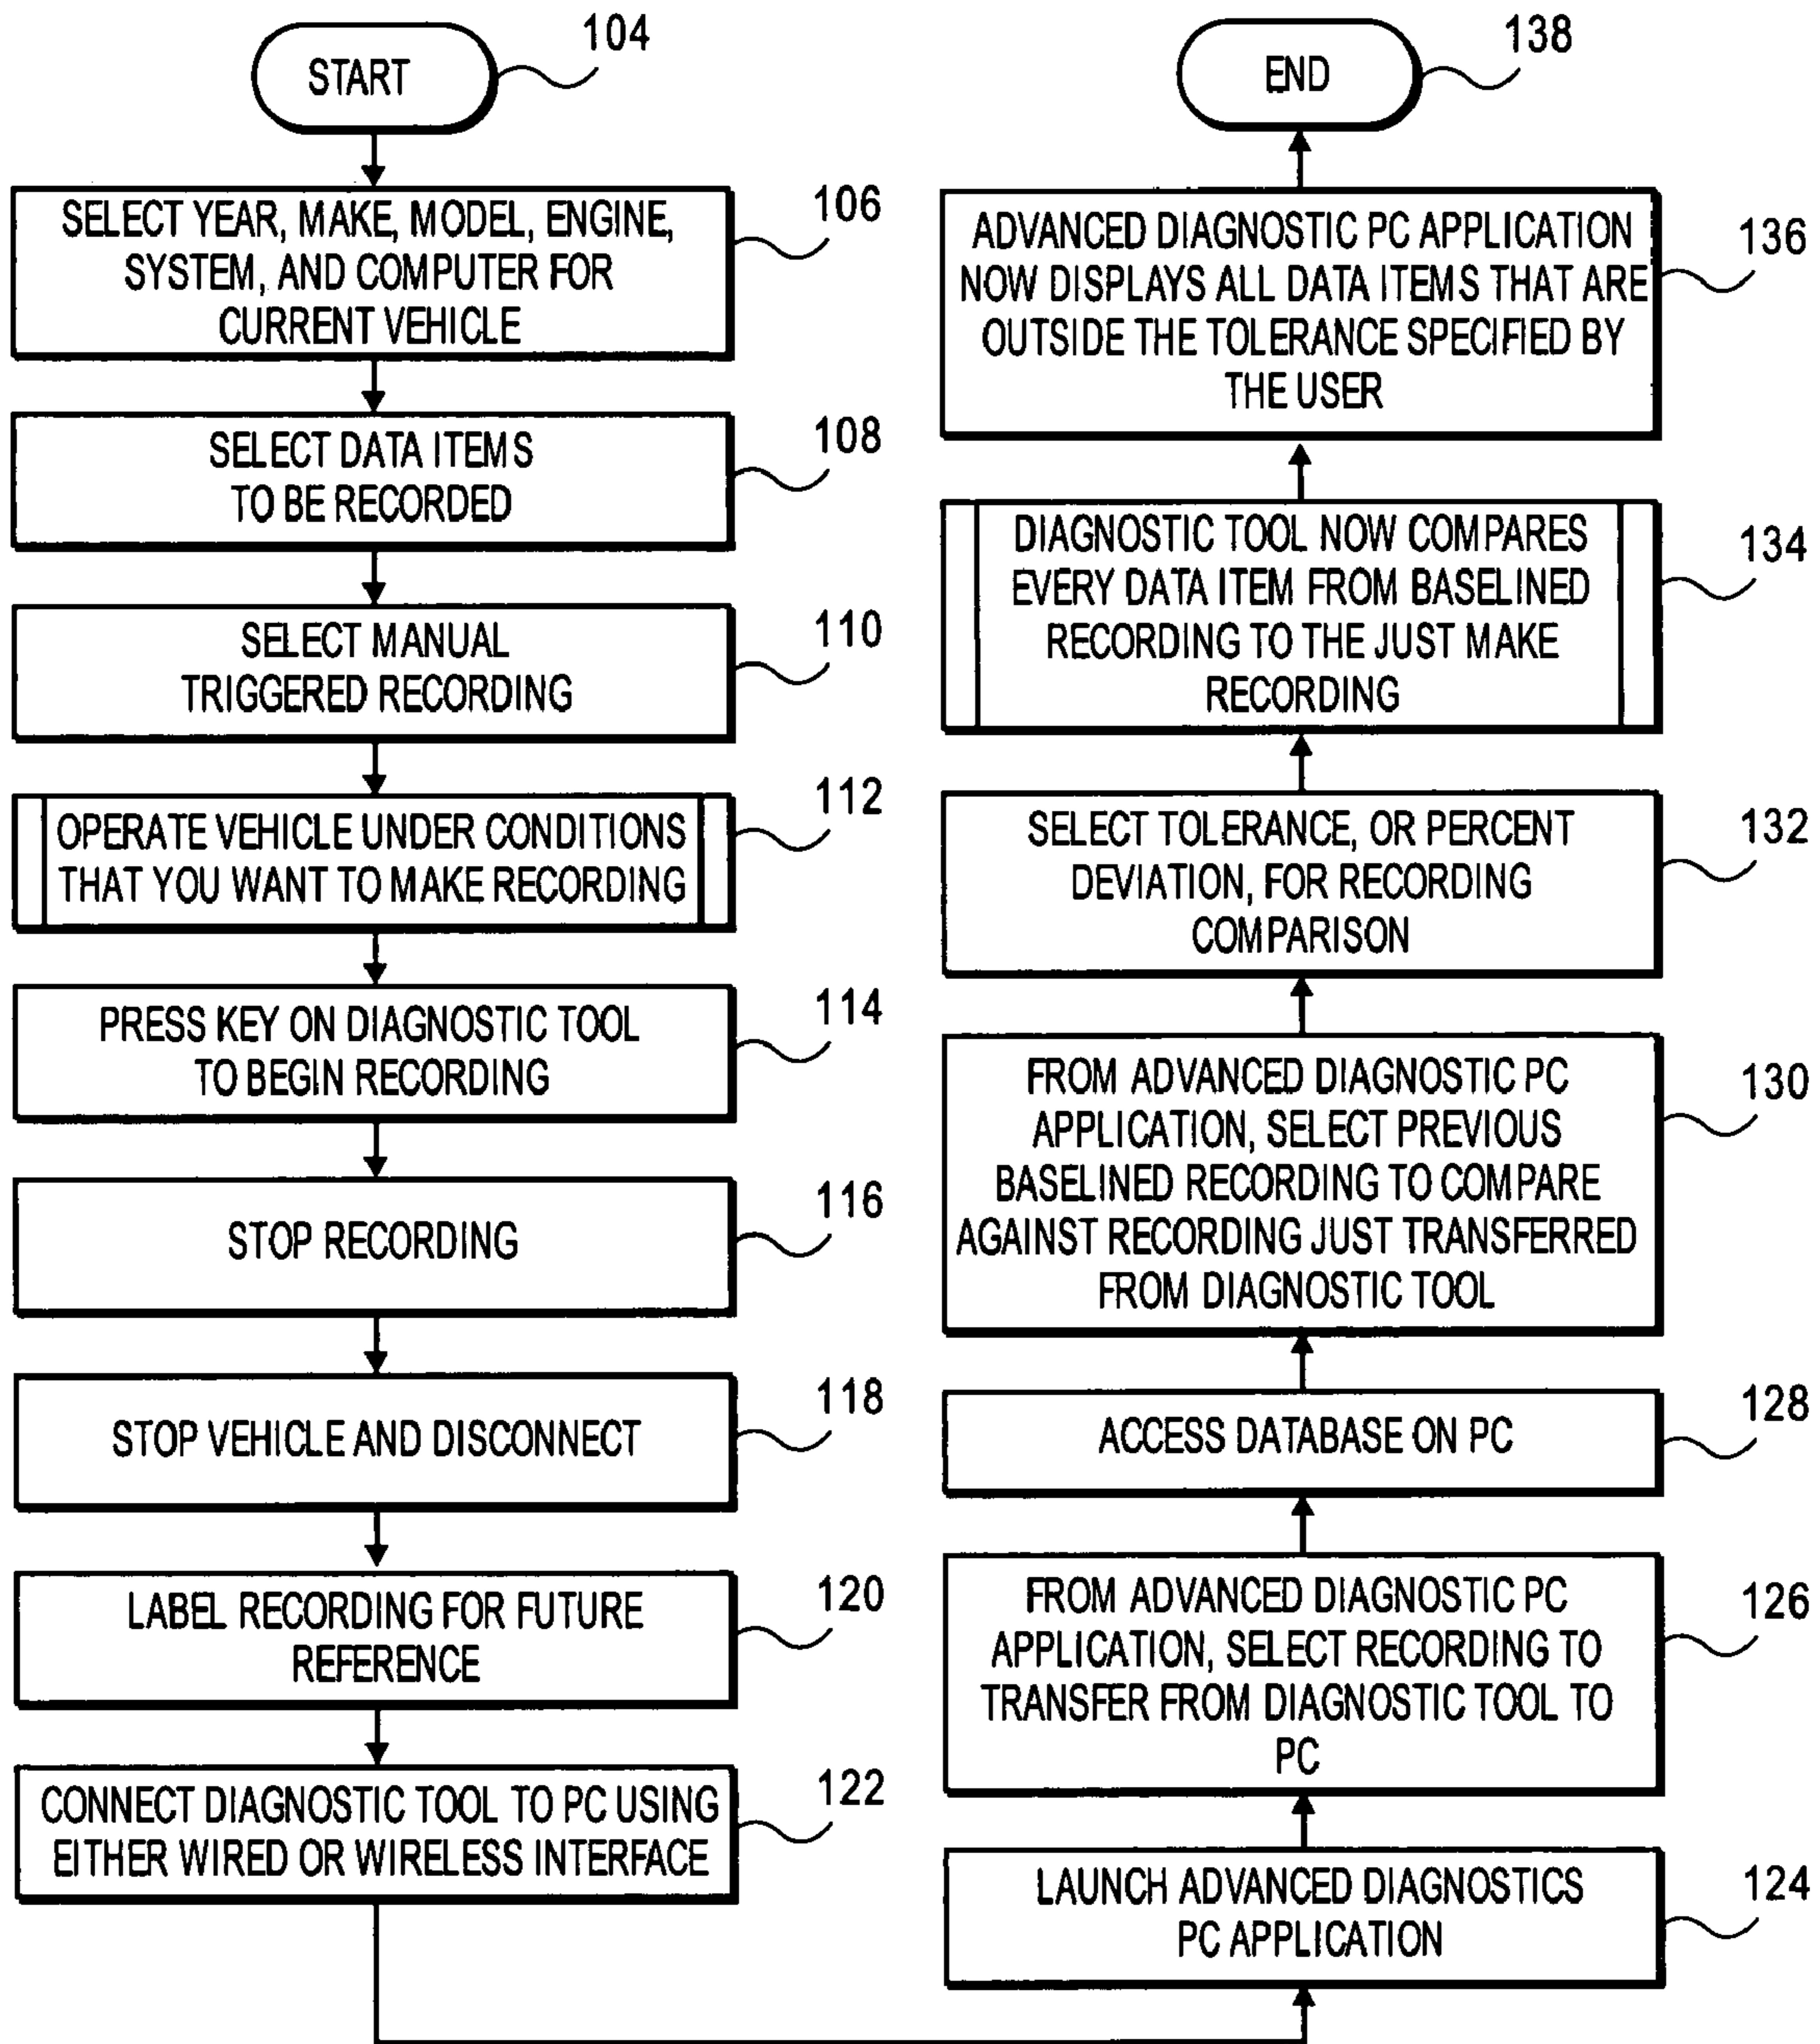 START
104
SELECT YEAR, MAKE, MODEL, ENGINE,
SYSTEM, AND COMPUTER FOR
CURRENT VEHICLE
106
SELECT DATA ITEMS
TO BE RECORDED
108
SELECT MANUAL
TRIGGERED RECORDING
110
OPERATE VEHICLE UNDER CONDITIONS
THAT YOU WANT TO MAKE RECORDING
112
PRESS KEY ON DIAGNOSTIC TOOL
TO BEGIN RECORDING
114
STOP RECORDING
116
STOP VEHICLE AND DISCONNECT
118
LABEL RECORDING FOR FUTURE
REFERENCE
120
CONNECT DIAGNOSTIC TOOL TO PC USING
EITHER WIRED OR WIRELESS INTERFACE
122
LAUNCH ADVANCED DIAGNOSTICS
PC APPLICATION
124
FROM ADVANCED DIAGNOSTIC PC
APPLICATION, SELECT RECORDING TO
TRANSFER FROM DIAGNOSTIC TOOL TO
PC
126
ACCESS DATABASE ON PC
128
FROM ADVANCED DIAGNOSTIC PC
APPLICATION, SELECT PREVIOUS
BASELINED RECORDING TO COMPARE
AGAINST RECORDING JUST TRANSFERRED
FROM DIAGNOSTIC TOOL
130
SELECT TOLERANCE, OR PERCENT
DEVIATION, FOR RECORDING
COMPARISON
132
DIAGNOSTIC TOOL NOW COMPARES
EVERY DATA ITEM FROM BASELINED
RECORDING TO THE JUST MAKE
RECORDING
134
ADVANCED DIAGNOSTIC PC APPLICATION
NOW DISPLAYS ALL DATA ITEMS THAT ARE
OUTSIDE THE TOLERANCE SPECIFIED BY
THE USER
136
END
138